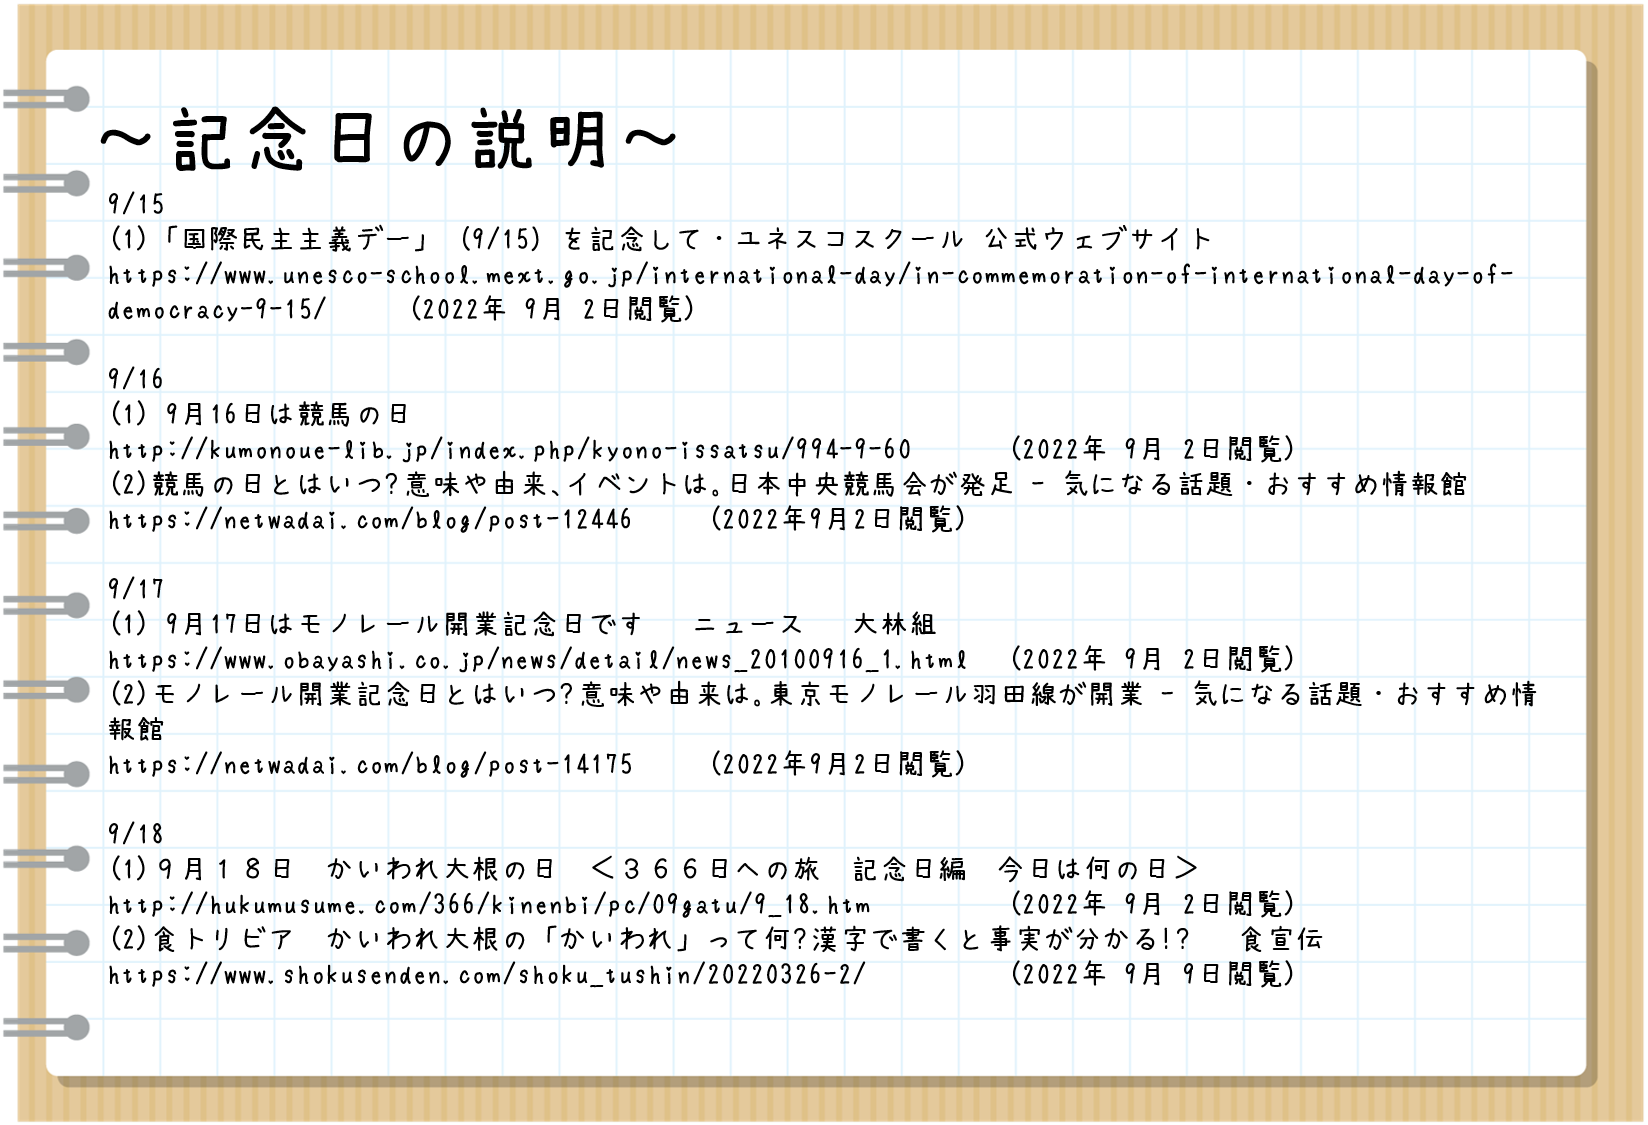 ～記念日の説明～
9/15
(1)「国際民主主義デー」 (9/15) を記念して・ユネスコスクール 公式ウェブサイト
https://www.unesco-school.mext.go.jp/international-day/in-commemoration-of-international-day-of-
democracy-9-15/ (2022年 9月 2日閲覧)
9/16
(1) 9月16日は競馬の日
http://kumonoue-lib.jp/index.php/kyono-issatsu/994-9-60 (2022年 9月 2日閲覧)
(2)競馬の日とはいつ?意味や由来、イベントは。日本中央競馬会が発足 - 気になる話題・おすすめ情報館
https://netwadai.com/blog/post-12446 (2022年9月2日閲覧)
9/17
(1) 9月17日はモノレール開業記念日です ニュース 大林組
https://www.obayashi.co.jp/news/detail/news_20100916_1.html (2022年 9月 2日閲覧)
(2)モノレール開業記念日とはいつ?意味や由来は。東京モノレール羽田線が開業 - 気になる話題・おすすめ情
報館
https://netwadai.com/blog/post-14175 (2022年9月2日閲覧)
9/18
(1)９月１８日　かいわれ大根の日　＜３６６日への旅　記念日編　今日は何の日＞
http://hukumusume.com/366/kinenbi/pc/09gatu/9_18.htm (2022年 9月 2日閲覧)
(2)食トリビア　かいわれ大根の「かいわれ」って何?漢字で書くと事実が分かる!? 食宣伝
https://www.shokusenden.com/shoku_tushin/20220326-2/ (2022年 9月 9日閲覧)